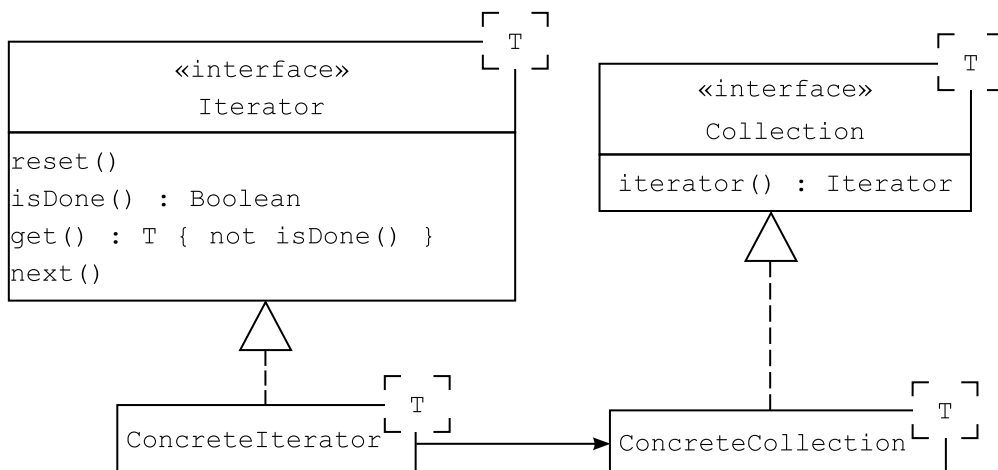 T
«interface»
Iterator
reset()
isDone() : Boolean
get() : T { not isDone() }
next()
T
«interface»
Collection
iterator() : Iterator
T
ConcreteIterator
T
ConcreteCollection